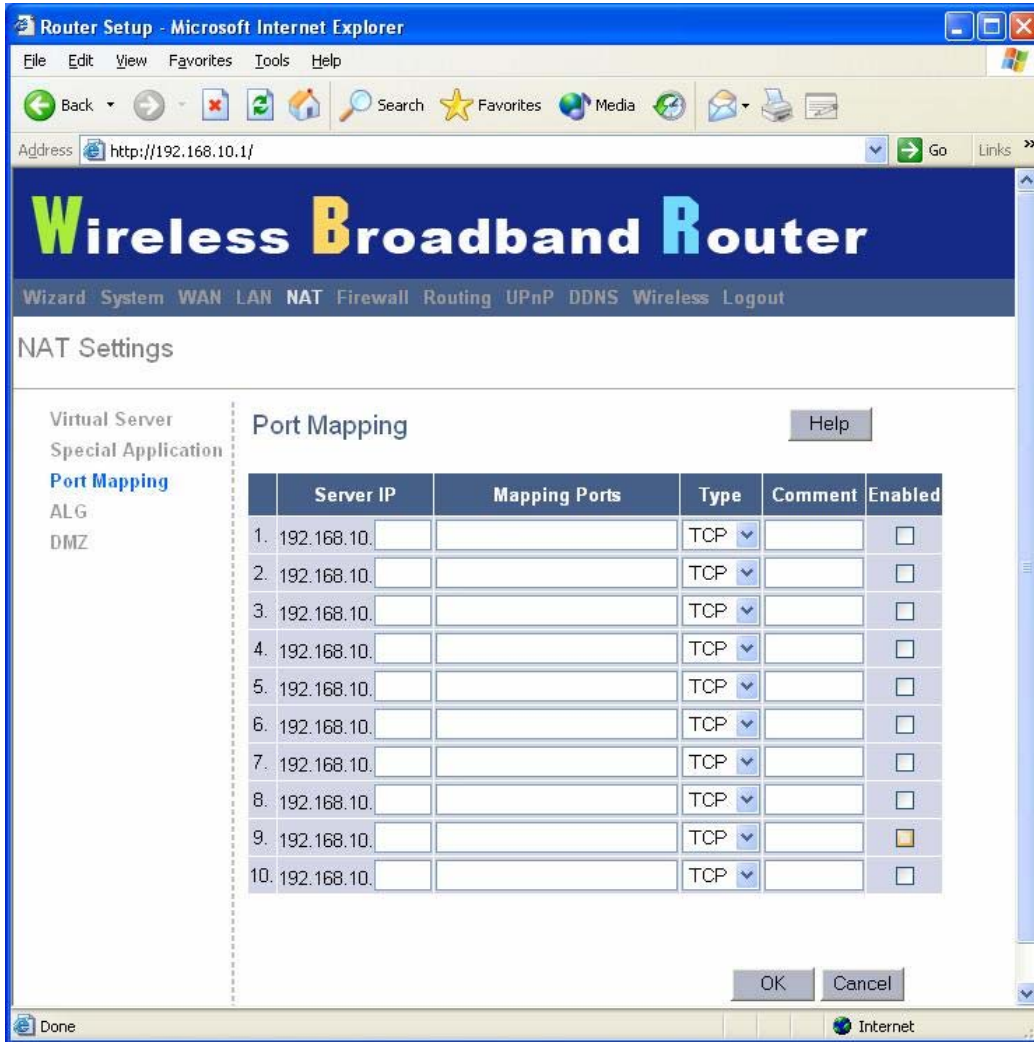 Router Setup - Microsoft Internet Explorer
File Edit View Favorites Tools Help
Back Search Favorites Media
Address http://192.168.10.1/ Go Links »
Wireless Broadband Router
Wizard System WAN LAN NAT Firewall Routing UPnP DDNS Wireless Logout
NAT Settings
Virtual Server
Special Application
Port Mapping
ALG
DMZ
Port Mapping Help
Server IP Mapping Ports Type Comment Enabled
1. 192.168.10. TCP
2. 192.168.10. TCP
3. 192.168.10. TCP
4. 192.168.10. TCP
5. 192.168.10. TCP
6. 192.168.10. TCP
7. 192.168.10. TCP
8. 192.168.10. TCP
9. 192.168.10. TCP
10. 192.168.10. TCP
OK Cancel
Done Internet